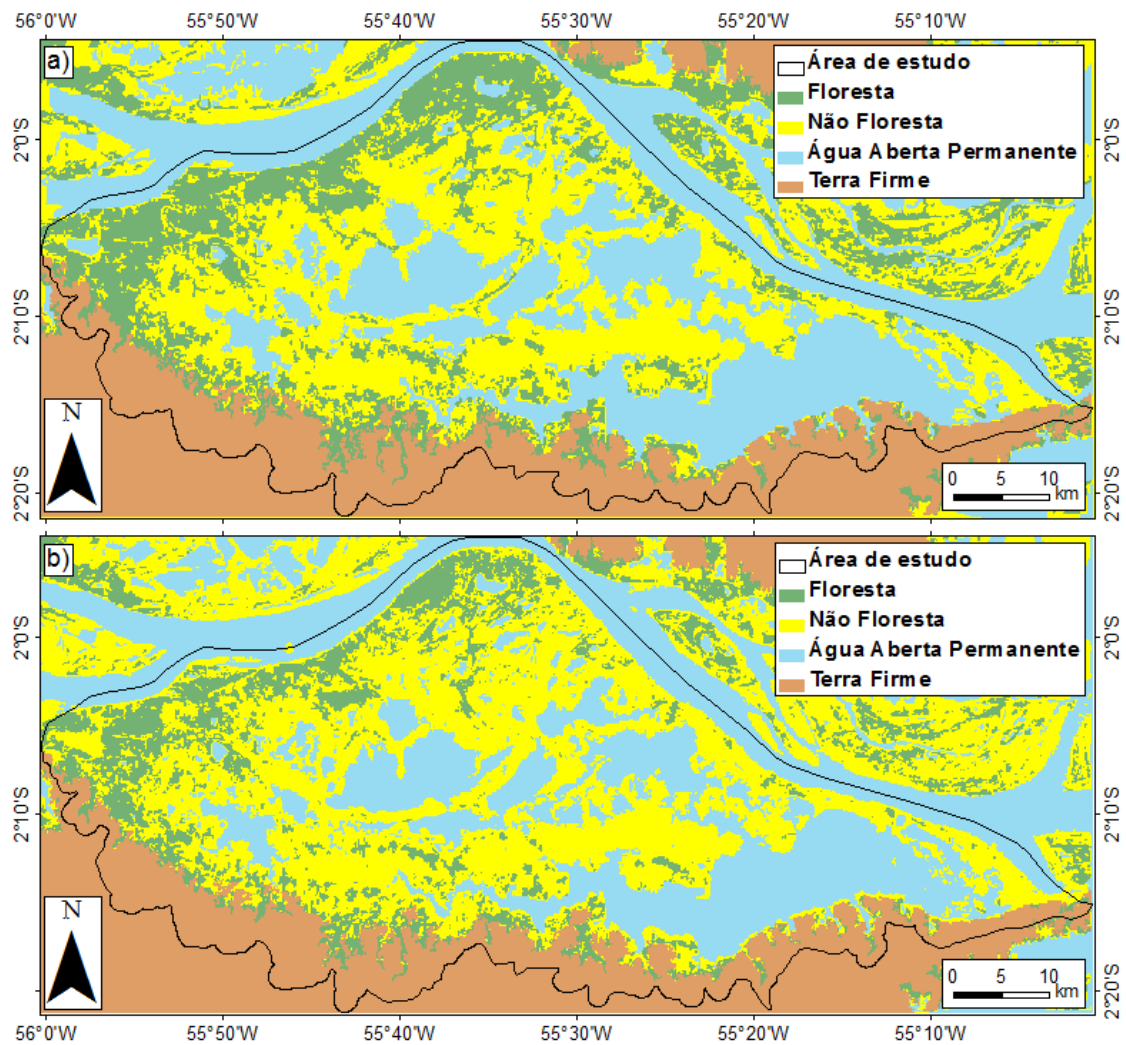 56°0'W 55°50'W 55°40'W 55°30'W 55°20'W 55°10'W
a)
Área de estudo
Floresta
Não Floresta
Água Aberta Permanente
Terra Firme
2°0'S 2°0'S
2°10'S 2°10'S
N
0 5 10
km
2°20'S 2°20'S
b)
Área de estudo
Floresta
Não Floresta
Água Aberta Permanente
Terra Firme
2°0'S 2°0'S
2°10'S 2°10'S
N
0 5 10
km
2°20'S 2°20'S
56°0'W 55°50'W 55°40'W 55°30'W 55°20'W 55°10'W